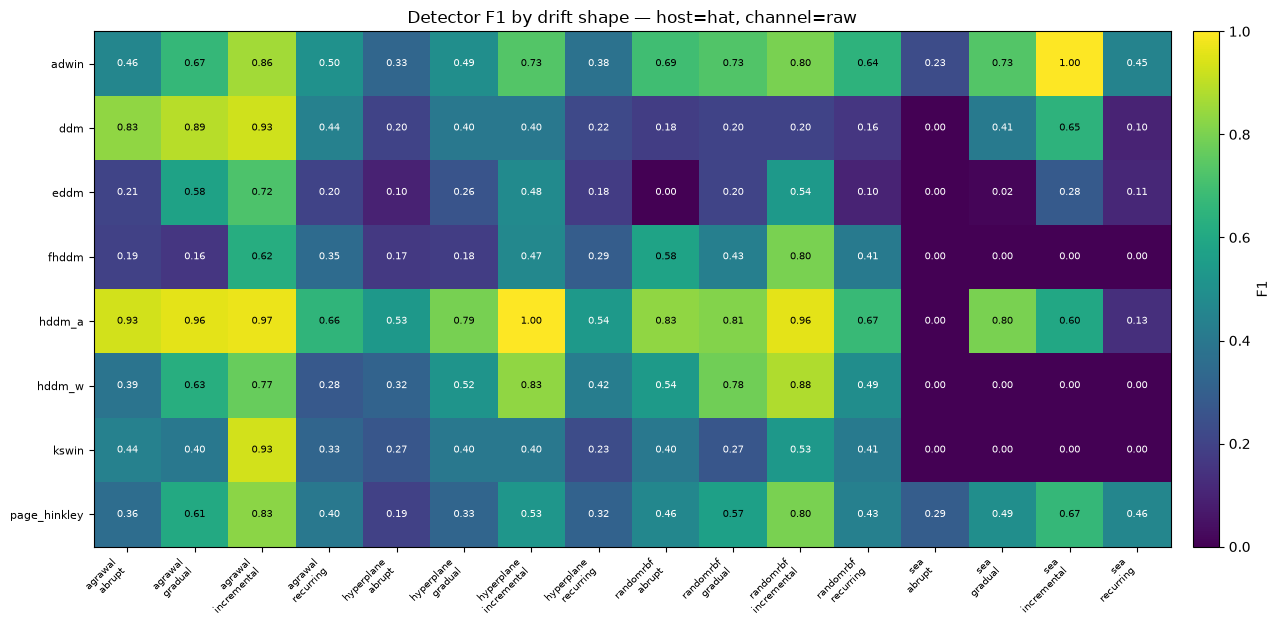 Detector F1 by drift shape — host=hat, channel=raw
adwin 0.46 0.67 0.86 0.50 0.33 0.49 0.73 0.38 0.69 0.73 0.80 0.64 0.23 0.73 1.00 0.45
ddm 0.83 0.89 0.93 0.44 0.20 0.40 0.40 0.22 0.18 0.20 0.20 0.16 0.00 0.41 0.65 0.10
eddm 0.21 0.58 0.72 0.20 0.10 0.26 0.48 0.18 0.00 0.20 0.54 0.10 0.00 0.02 0.28 0.11
fhddm 0.19 0.16 0.62 0.35 0.17 0.18 0.47 0.29 0.58 0.43 0.80 0.41 0.00 0.00 0.00 0.00
hddm_a 0.93 0.96 0.97 0.66 0.53 0.79 1.00 0.54 0.83 0.81 0.96 0.67 0.00 0.80 0.60 0.13
hddm_w 0.39 0.63 0.77 0.28 0.32 0.52 0.83 0.42 0.54 0.78 0.88 0.49 0.00 0.00 0.00 0.00
kswin 0.44 0.40 0.93 0.33 0.27 0.40 0.40 0.23 0.40 0.27 0.53 0.41 0.00 0.00 0.00 0.00
page_hinkley 0.36 0.61 0.83 0.40 0.19 0.33 0.53 0.32 0.46 0.57 0.80 0.43 0.29 0.49 0.67 0.46
agrawal
abrupt
agrawal
gradual
agrawal
incremental
agrawal
recurring
hyperplane
abrupt
hyperplane
gradual
hyperplane
incremental
hyperplane
recurring
randomrbf
abrupt
randomrbf
gradual
randomrbf
incremental
randomrbf
recurring
sea
abrupt
sea
gradual
sea
incremental
sea
recurring
1.0
0.8
0.6
0.4
0.2
0.0
F1